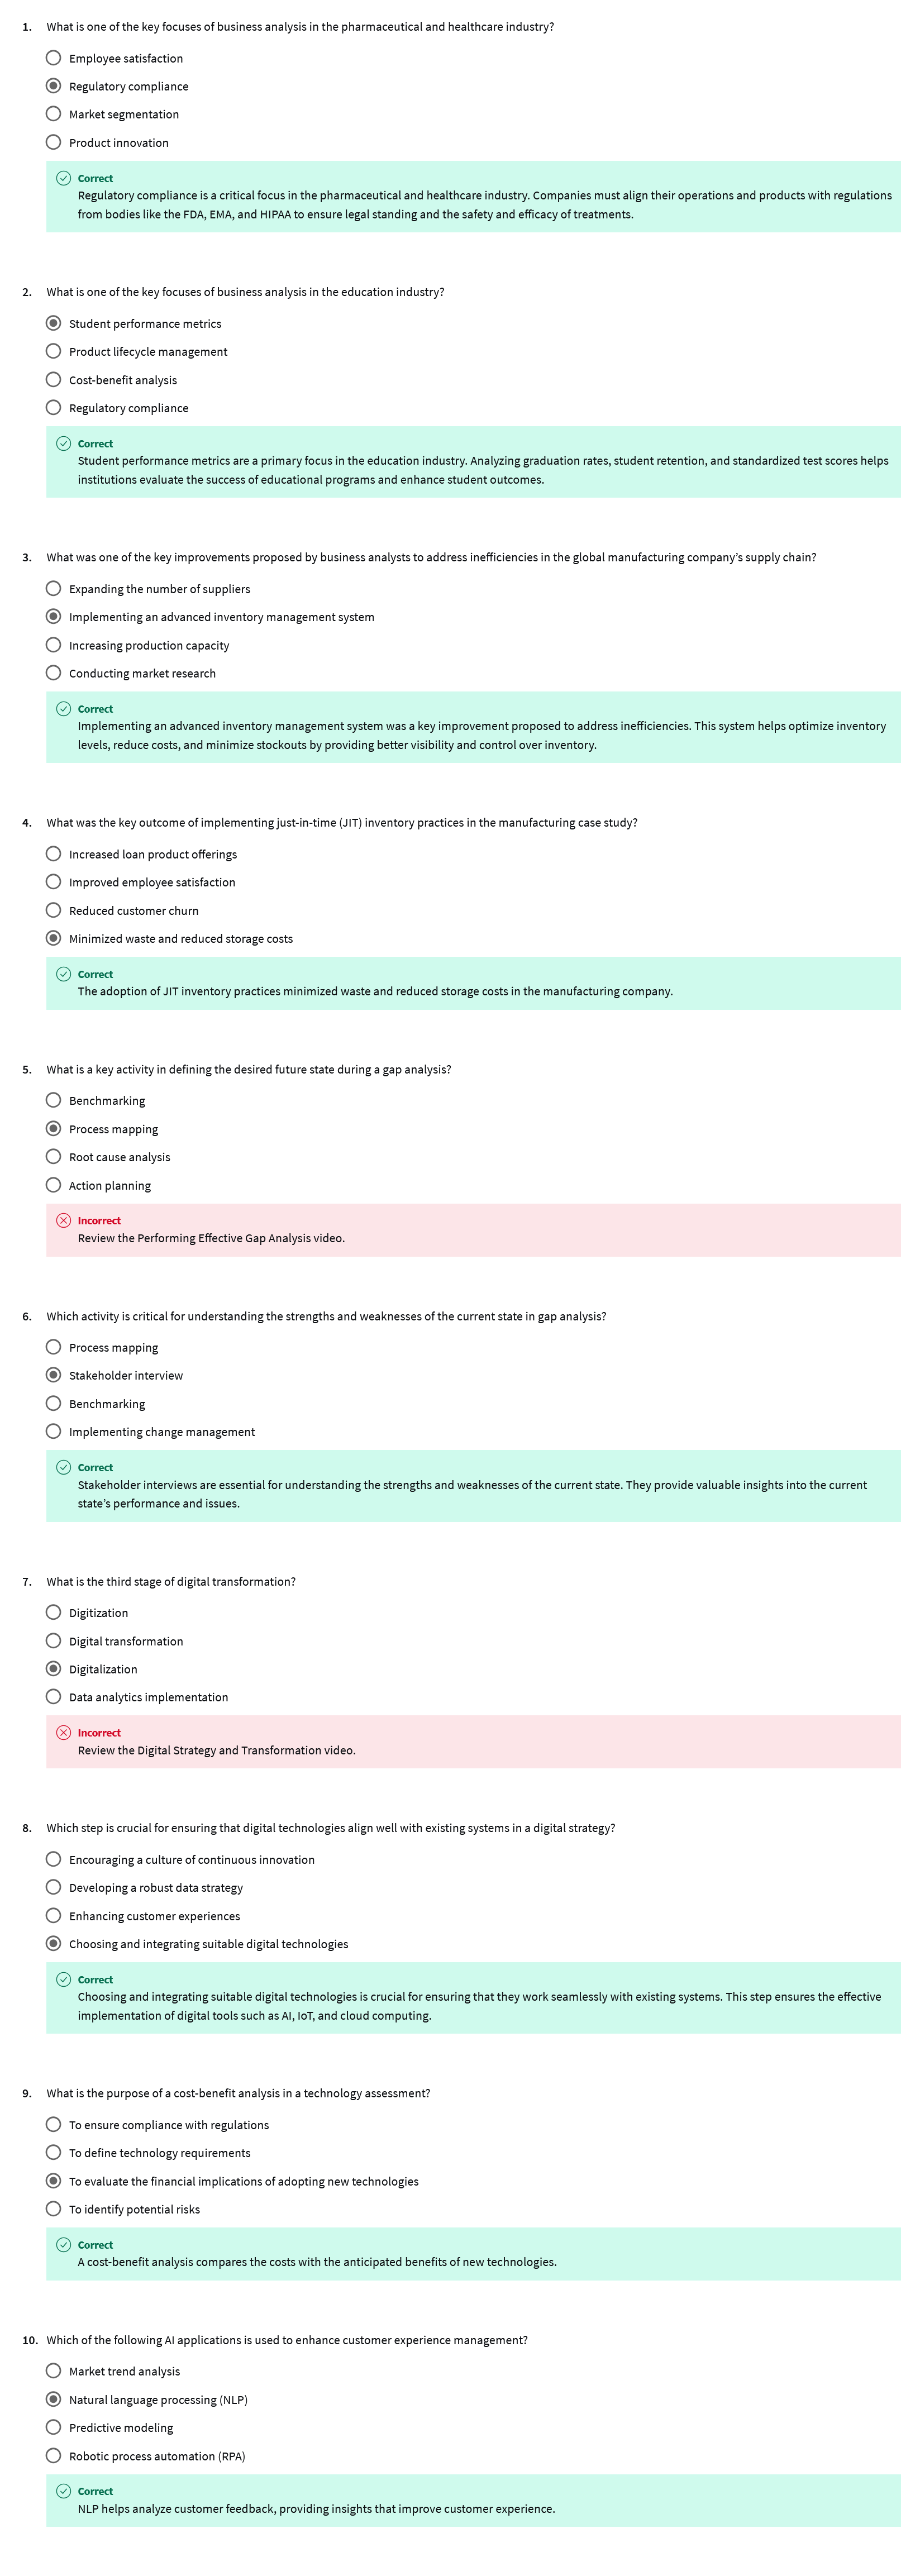 1. What is one of the key focuses of business analysis in the pharmaceutical and healthcare industry?
Employee satisfaction
Regulatory compliance
Market segmentation
Product innovation
Correct
Regulatory compliance is a critical focus in the pharmaceutical and healthcare industry. Companies must align their operations and products with regulations
from bodies like the FDA, EMA, and HIPAA to ensure legal standing and the safety and efficacy of treatments.
2. What is one of the key focuses of business analysis in the education industry?
Student performance metrics
Product lifecycle management
Cost-benefit analysis
Regulatory compliance
Correct
Student performance metrics are a primary focus in the education industry. Analyzing graduation rates, student retention, and standardized test scores helps
institutions evaluate the success of educational programs and enhance student outcomes.
3. What was one of the key improvements proposed by business analysts to address inefficiencies in the global manufacturing company’s supply chain?
Expanding the number of suppliers
Implementing an advanced inventory management system
Increasing production capacity
Conducting market research
Correct
Implementing an advanced inventory management system was a key improvement proposed to address inefficiencies. This system helps optimize inventory
levels, reduce costs, and minimize stockouts by providing better visibility and control over inventory.
4. What was the key outcome of implementing just-in-time (JIT) inventory practices in the manufacturing case study?
Increased loan product offerings
Improved employee satisfaction
Reduced customer churn
Minimized waste and reduced storage costs
Correct
The adoption of JIT inventory practices minimized waste and reduced storage costs in the manufacturing company.
5. What is a key activity in defining the desired future state during a gap analysis?
Benchmarking
Process mapping
Root cause analysis
Action planning
Incorrect
Review the Performing Effective Gap Analysis video.
6. Which activity is critical for understanding the strengths and weaknesses of the current state in gap analysis?
Process mapping
Stakeholder interview
Benchmarking
Implementing change management
Correct
Stakeholder interviews are essential for understanding the strengths and weaknesses of the current state. They provide valuable insights into the current
state’s performance and issues.
7. What is the third stage of digital transformation?
Digitization
Digital transformation
Digitalization
Data analytics implementation
Incorrect
Review the Digital Strategy and Transformation video.
8. Which step is crucial for ensuring that digital technologies align well with existing systems in a digital strategy?
Encouraging a culture of continuous innovation
Developing a robust data strategy
Enhancing customer experiences
Choosing and integrating suitable digital technologies
Correct
Choosing and integrating suitable digital technologies is crucial for ensuring that they work seamlessly with existing systems. This step ensures the effective
implementation of digital tools such as AI, IoT, and cloud computing.
9. What is the purpose of a cost-benefit analysis in a technology assessment?
To ensure compliance with regulations
To define technology requirements
To evaluate the financial implications of adopting new technologies
To identify potential risks
Correct
A cost-benefit analysis compares the costs with the anticipated benefits of new technologies.
10. Which of the following AI applications is used to enhance customer experience management?
Market trend analysis
Natural language processing (NLP)
Predictive modeling
Robotic process automation (RPA)
Correct
NLP helps analyze customer feedback, providing insights that improve customer experience.